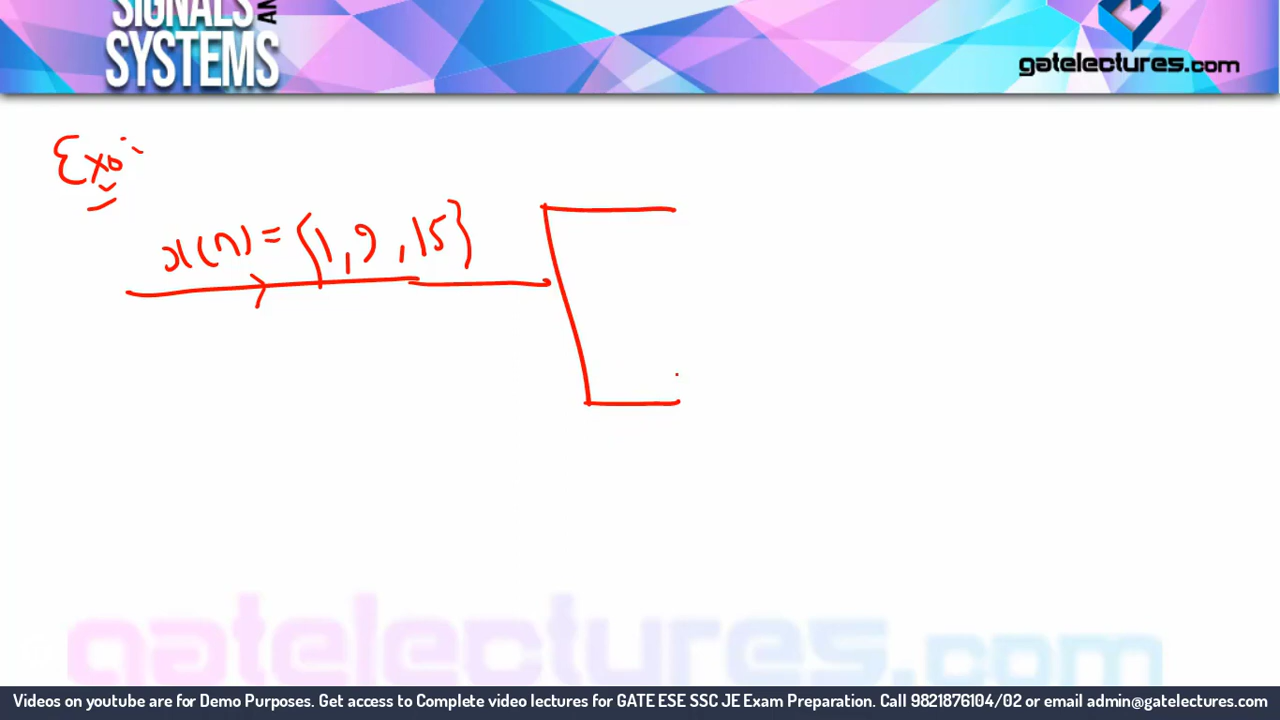 SIGNALS AND
SYSTEMS
gatelectures.com
Ex:
x(n) = {1, 9, 15}
gatelectures.com
Videos on youtube are for Demo Purposes. Get access to Complete video lectures for GATE ESE SSC JE Exam Preparation. Call 9821876104/02 or email admin@gatelectures.com